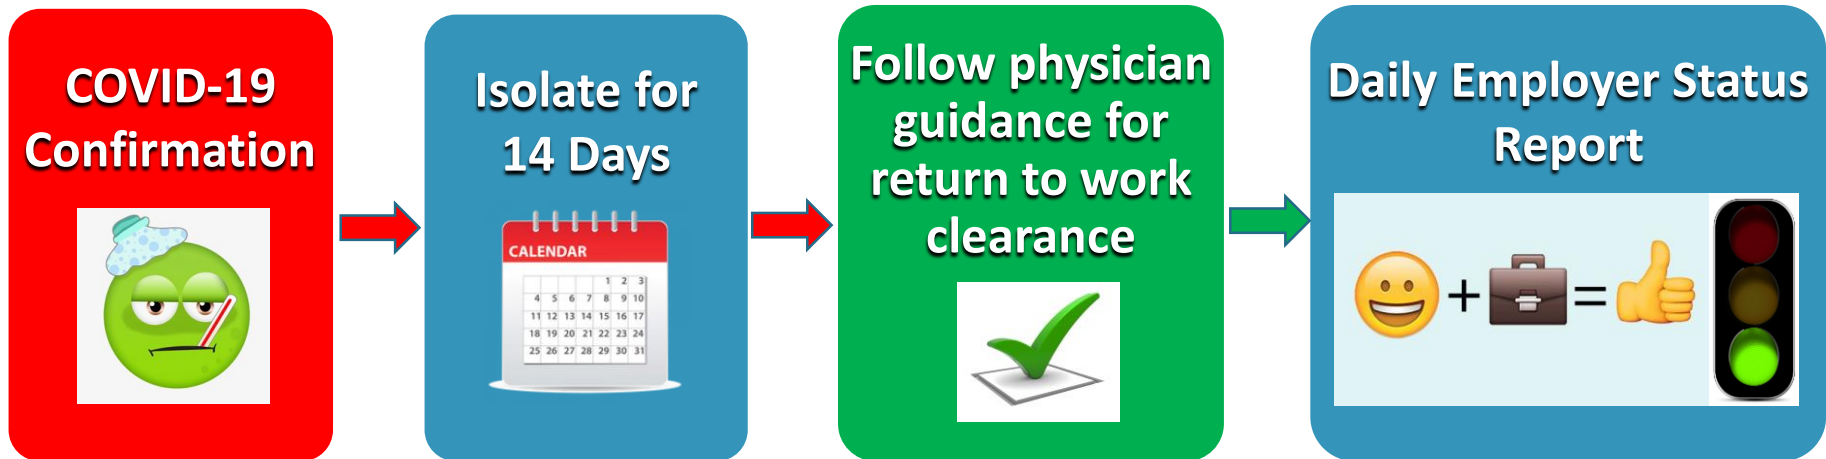 COVID-19
Confirmation
Isolate for
14 Days
CALENDAR
1 2 3
4 5 6 7 8 9 10
11 12 13 14 15 16 17
18 19 20 21 22 23 24
25 26 27 28 29 30 31
Follow physician
guidance for
return to work
clearance
Daily Employer Status
Report
+ =